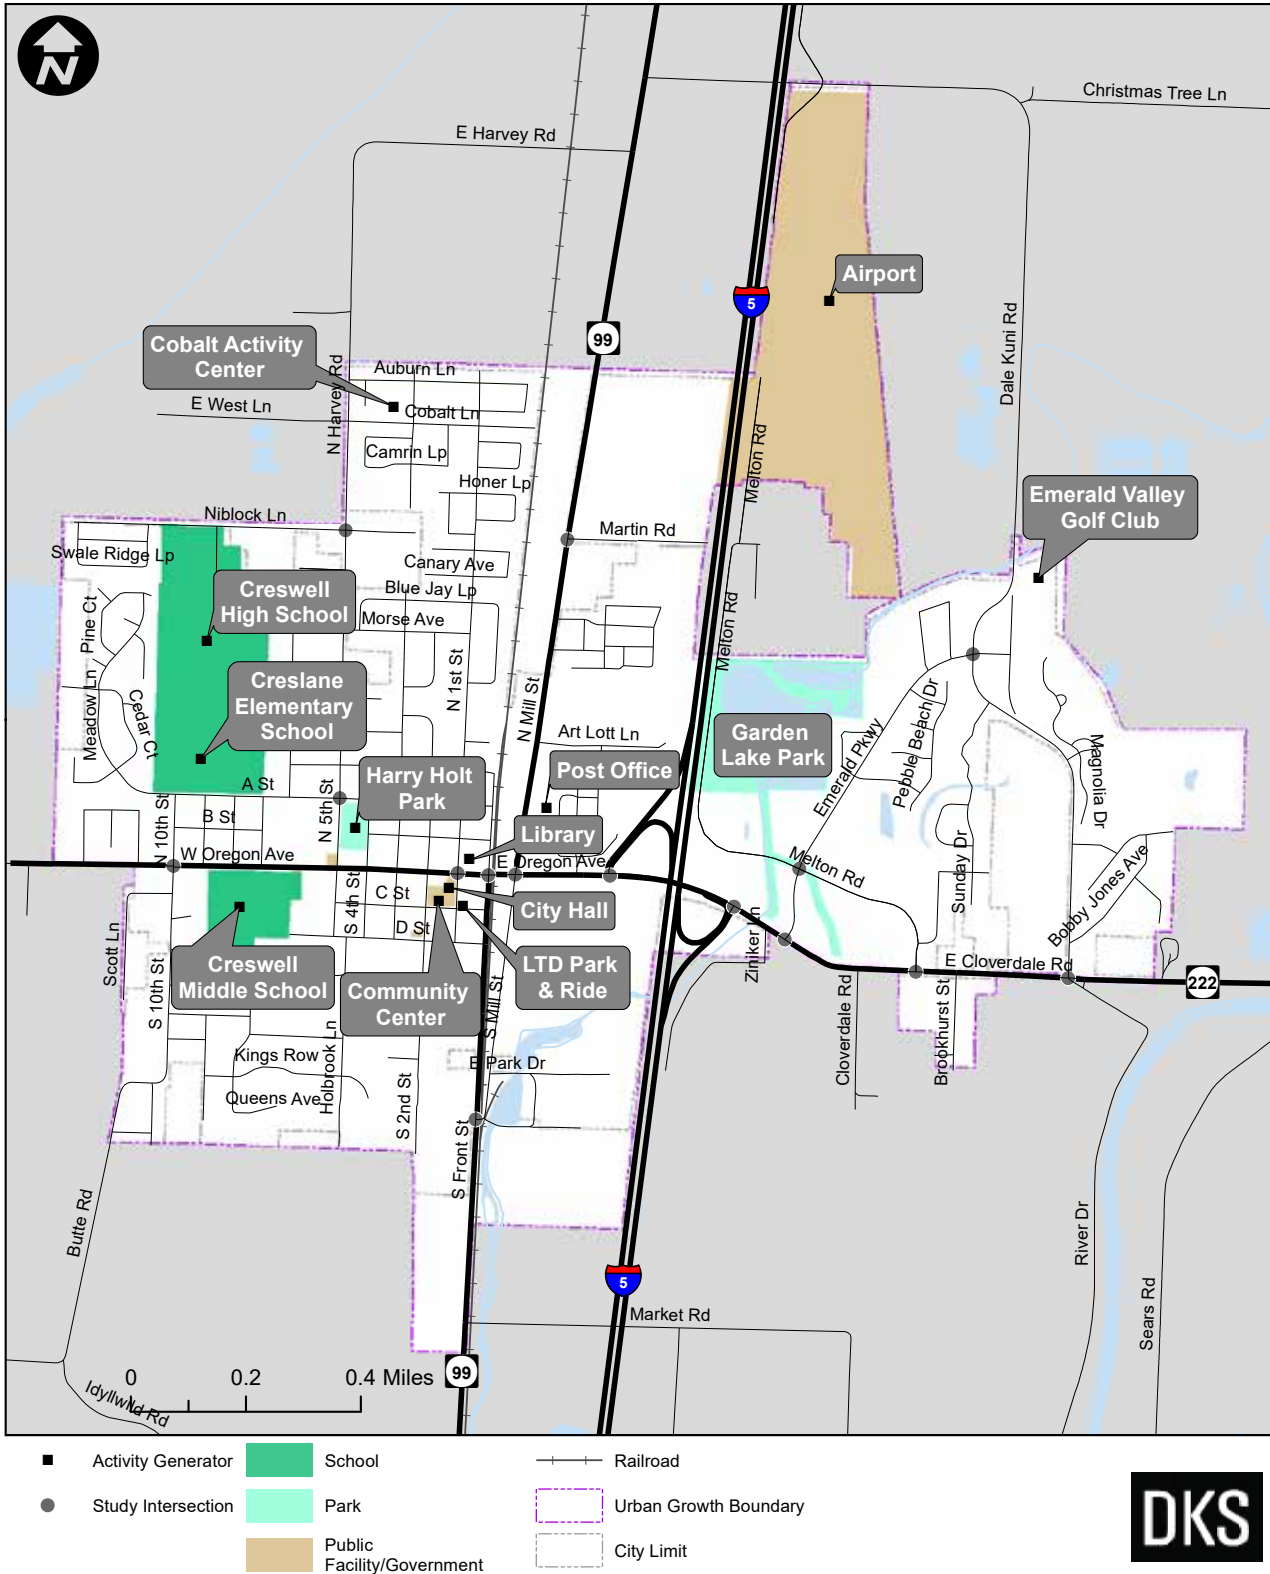 N
Christmas Tree Ln
E Harvey Rd
Airport
5
99
Dale Kuni Rd
Cobalt Activity
Center
N Harvey Rd
Auburn Ln
E West Ln
Cobalt Ln
Camrin Lp
Melton Rd
Honer Lp
Emerald Valley
Golf Club
Niblock Ln
Martin Rd
Swale Ridge Lp
Canary Ave
Creswell
High School
Blue Jay Lp
Morse Ave
Pine Ct
Melton Rd
Creslane
Elementary
School
N 1st St
N Mill St
Meadow Ln
Cedar Ct
Art Lott Ln
Garden
Lake Park
Emerald Pkwy
Pebble Beach Dr
Magnolia Dr
Harry Holt
Park
Post Office
A St
N 5th St
N 10th St
B St
Library
W Oregon Ave
E Oregon Ave
Melton Rd
Sunday Dr
Bobby Jones Ave
S 4th St
C St
City Hall
D St
Scott Ln
Creswell
Middle School
Community
Center
LTD Park
& Ride
Ziniker Ln
E Cloverdale Rd
222
S 10th St
S Mill St
Cloverdale Rd
Brookhurst St
Kings Row
Holbrook Ln
E Park Dr
Queens Ave
S 2nd St
S Front St
Butte Rd
River Dr
5
Sears Rd
Market Rd
99
0
0.2
0.4 Miles
Idyllwild Rd
Activity Generator
School
Railroad
Study Intersection
Park
Urban Growth Boundary
Public
Facility/Government
City Limit
DKS